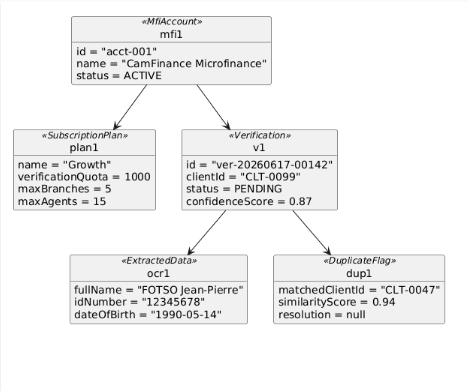 «MfiAccount»
mfi1
id = "acct-001"
name = "CamFinance Microfinance"
status = ACTIVE
«SubscriptionPlan»
plan1
name = "Growth"
verificationQuota = 1000
maxBranches = 5
maxAgents = 15
«Verification»
v1
id = "ver-20260617-00142"
clientId = "CLT-0099"
status = PENDING
confidenceScore = 0.87
«ExtractedData»
ocr1
fullName = "FOTSO Jean-Pierre"
idNumber = "12345678"
dateOfBirth = "1990-05-14"
«DuplicateFlag»
dup1
matchedClientId = "CLT-0047"
similarityScore = 0.94
resolution = null